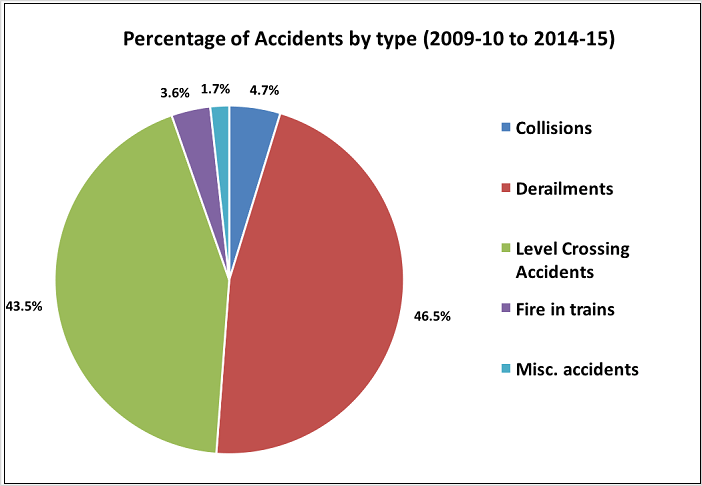 Percentage of Accidents by type (2009-10 to 2014-15)
3.6%
1.7%
4.7%
43.5%
46.5%
Collisions
Derailments
Level Crossing
Accidents
Fire in trains
Misc. accidents